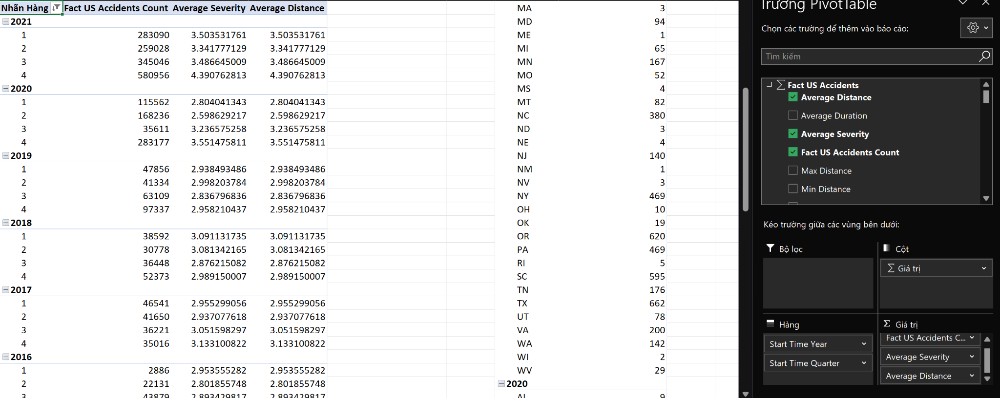 Nhãn Hàng Fact US Accidents Count Average Severity Average Distance
2021
1 283090 3.503531761 3.503531761
2 259028 3.341777129 3.341777129
3 345046 3.486645009 3.486645009
4 580956 4.390762813 4.390762813
2020
1 115562 2.804041343 2.804041343
2 168236 2.598629217 2.598629217
3 35611 3.236575258 3.236575258
4 283177 3.551475811 3.551475811
2019
1 47856 2.938493486 2.938493486
2 41334 2.998203784 2.998203784
3 63109 2.836796836 2.836796836
4 97337 2.958210437 2.958210437
2018
1 38592 3.091131735 3.091131735
2 30778 3.081342165 3.081342165
3 36448 2.876215082 2.876215082
4 52373 2.989150007 2.989150007
2017
1 46541 2.955299056 2.955299056
2 41650 2.937077618 2.937077618
3 36221 3.051598297 3.051598297
4 35016 3.133100822 3.133100822
2016
1 2886 2.953555282 2.953555282
2 22131 2.801855748 2.801855748
3 43879 2.893429817 2.893429817
MA 3
MD 94
ME 1
MI 65
MN 167
MO 52
MS 4
MT 82
NC 380
ND 3
NE 4
NJ 140
NM 1
NV 3
NY 469
OH 10
OK 19
OR 620
PA 469
RI 5
SC 595
TN 176
TX 662
UT 78
VA 200
WA 142
WI 2
WV 29
2020
9
Trường PivotTable
Chọn các trường để thêm vào báo cáo:
Tìm kiếm
Fact US Accidents
Average Distance
Average Duration
Average Severity
Fact US Accidents Count
Max Distance
Min Distance
Kéo trường giữa các vùng bên dưới:
Bộ lọc
Cột
Giá trị
Hàng
Start Time Year
Start Time Quarter
Giá trị
Fact US Accidents C...
Average Severity
Average Distance